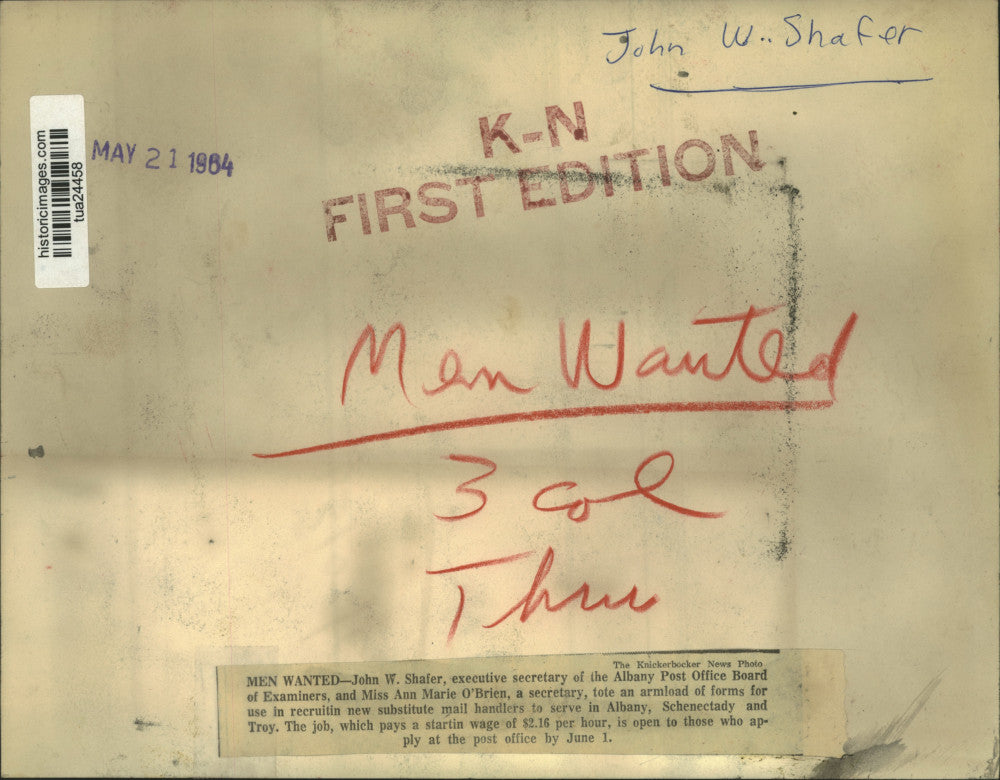 John W. Shafer
historicimages.com
tua24458
MAY 21 1964
K-N
FIRST EDITION
Men Wanted
3 col
Thur
The Knickerbocker News Photo
MEN WANTED—John W. Shafer, executive secretary of the Albany Post Office Board
of Examiners, and Miss Ann Marie O'Brien, a secretary, tote an armload of forms for
use in recruitin new substitute mail handlers to serve in Albany, Schenectady and
Troy. The job, which pays a startin wage of $2.16 per hour, is open to those who ap-
ply at the post office by June 1.